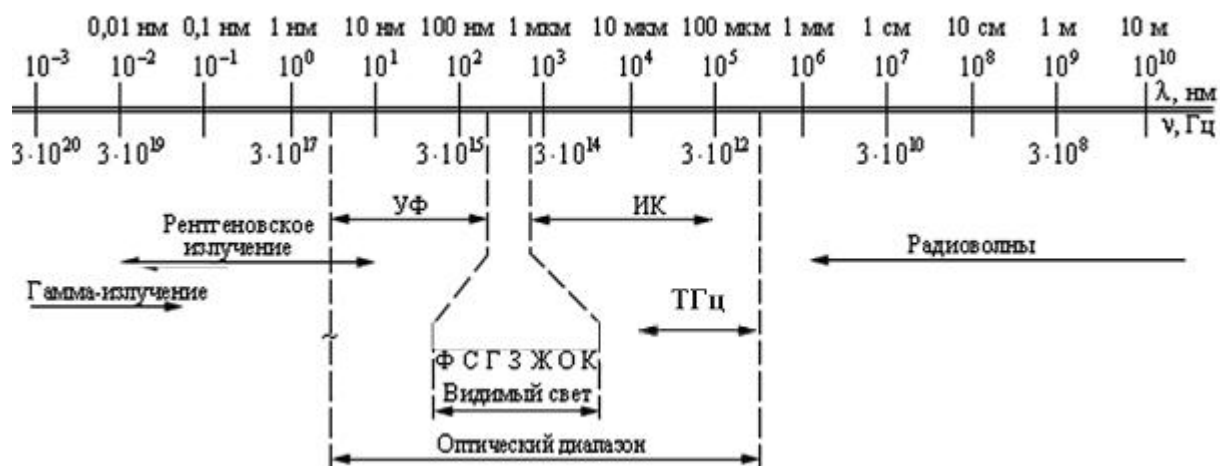 0,01 нм 0,1 нм 1 нм 10 нм 100 нм 1 мкм 10 мкм 100 мкм 1 мм 1 см 10 см 1 м 10 м
10⁻³ 10⁻² 10⁻¹ 10⁰ 10¹ 10² 10³ 10⁴ 10⁵ 10⁶ 10⁷ 10⁸ 10⁹ 10¹⁰
λ, нм
ν, Гц
3·10²⁰ 3·10¹⁹ 3·10¹⁷ 3·10¹⁵ 3·10¹⁴ 3·10¹² 3·10¹⁰ 3·10⁸
УФ ИК
Рентгеновское
излучение
Радиоволны
Гамма-излучение
ТГц
Ф С Г З Ж О К
Видимый свет
Оптический диапазон